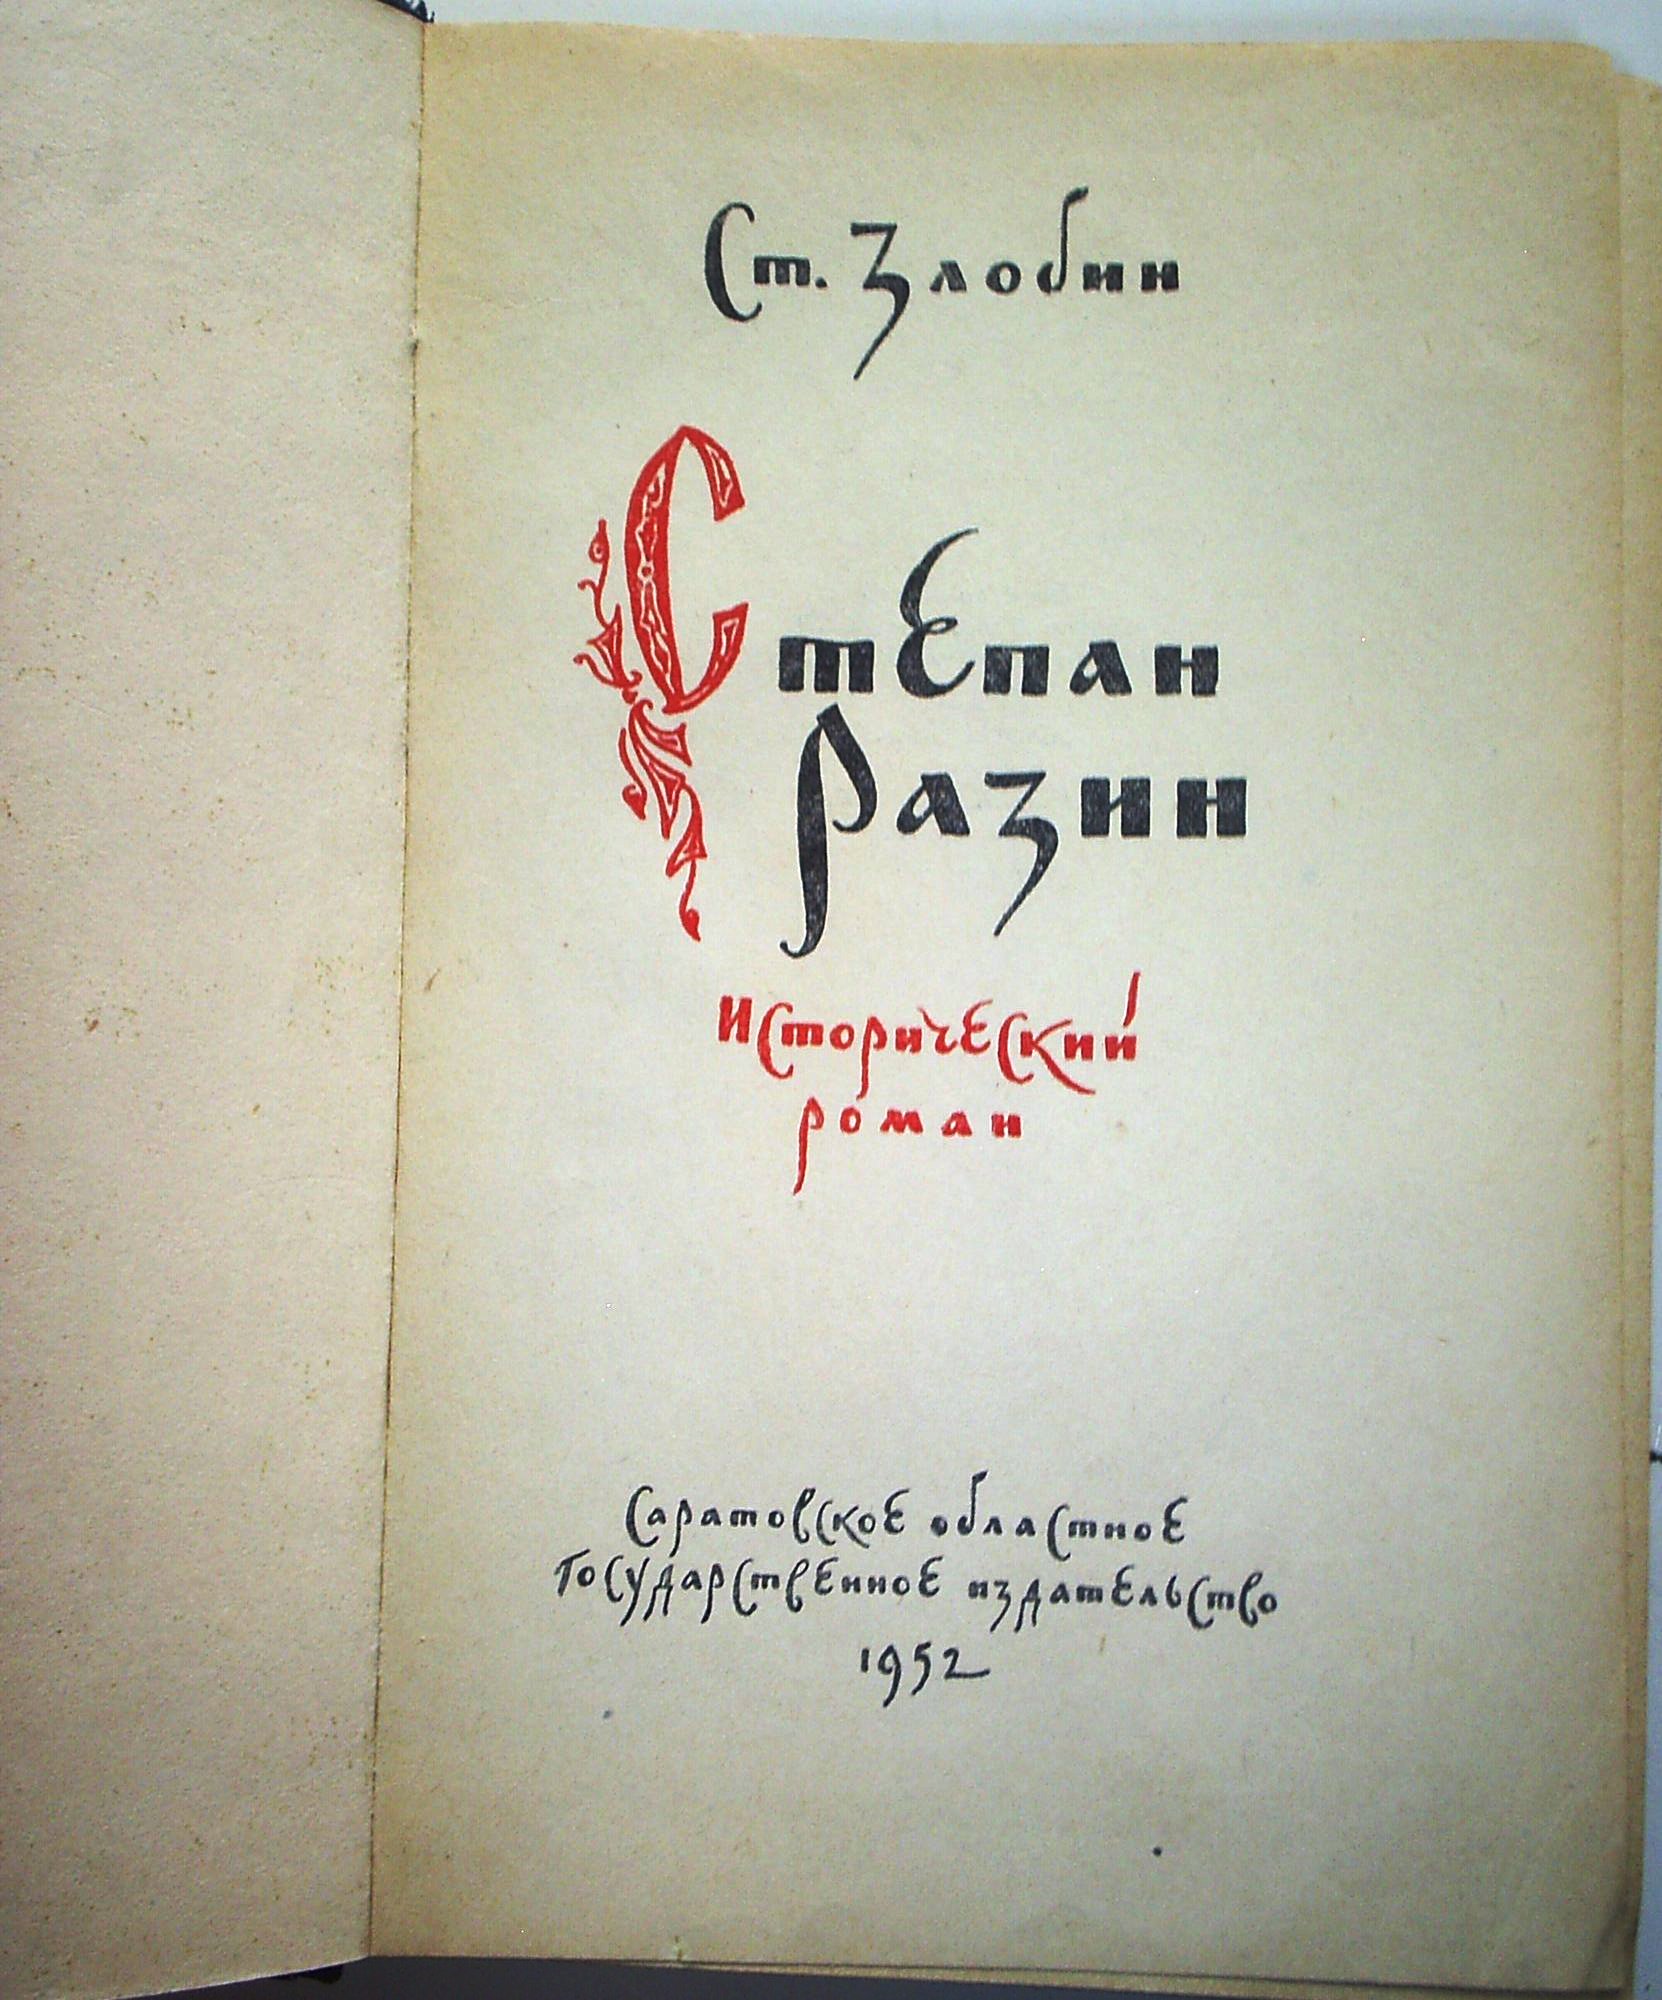 Ст. Злобин
Степан
Разин
Исторический
роман
Саратовское областное
Государственное издательство
1952